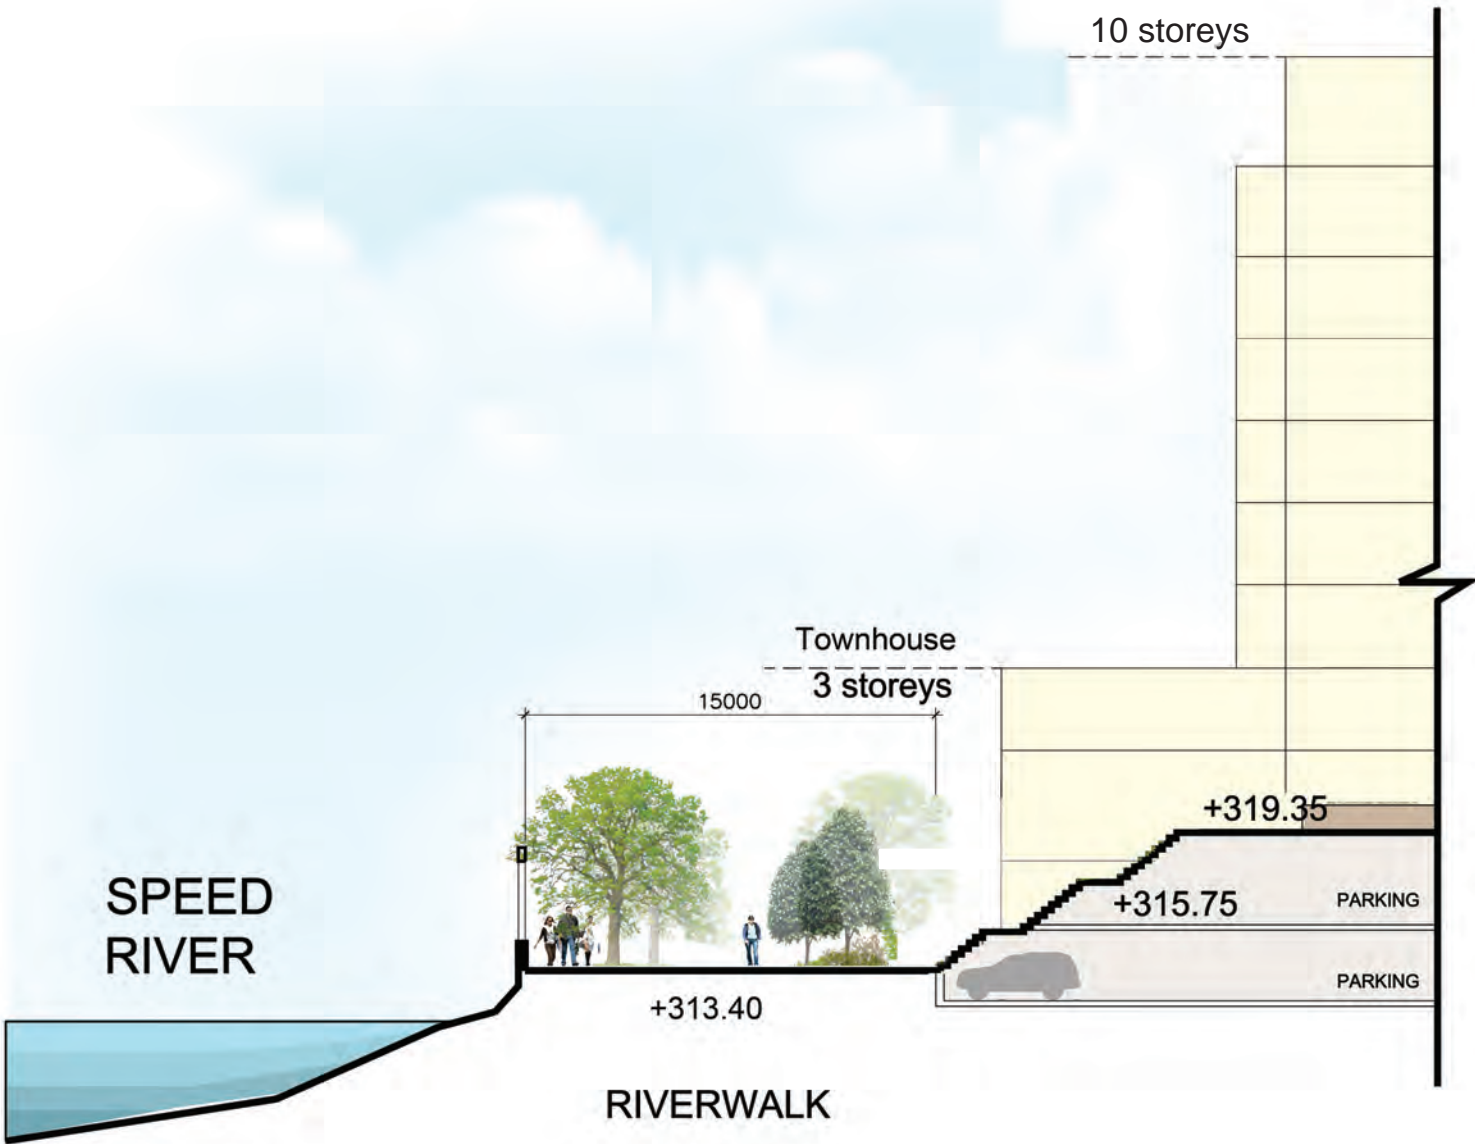 10 storeys
Townhouse
3 storeys
15000
+319.35
SPEED
RIVER
+315.75
PARKING
PARKING
+313.40
RIVERWALK